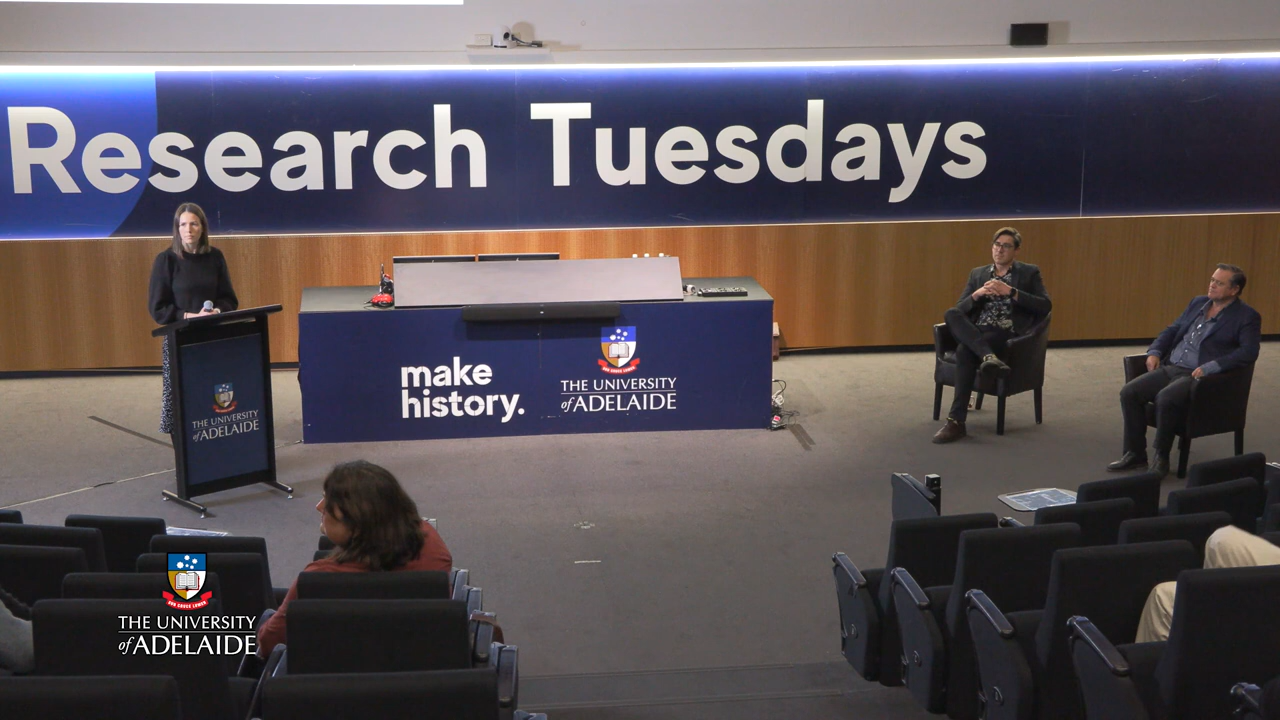 Research Tuesdays
make
history.
THE UNIVERSITY
of ADELAIDE
THE UNIVERSITY
of ADELAIDE
THE UNIVERSITY
of ADELAIDE